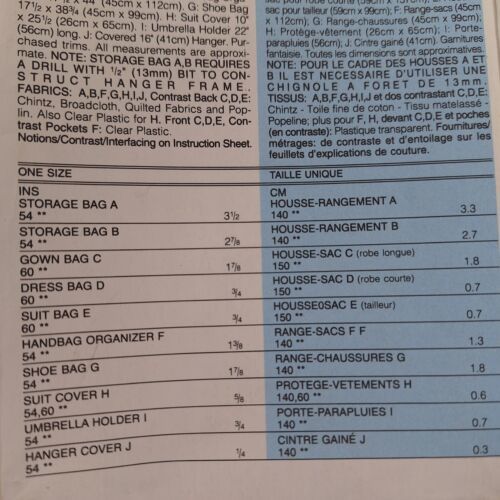 (45cm x 112cm). G: Shoe Bag
17½ x 38¾ (45cm x 99cm); H: Suit Cover 10"
x 25½ (26cm x 65cm); I: Umbrella Holder 22"
(56cm) long. J: Covered 16" (41cm) Hanger. Pur-
chased trims. All measurements are approxi-
mate. NOTE: STORAGE BAG A,B REQUIRES
A DRILL WITH ½" (13mm) BIT TO CON-
STRUCT HANGER FRAME.
FABRICS: A,B,F,G,H,I,J, Contrast Back C,D,E:
Chintz, Broadcloth, Quilted Fabrics and Pop-
lin. Also Clear Plastic for H. Front C,D,E, Con-
trast Pockets F: Clear Plastic.
Notions/Contrast/Interfacing on Instruction Sheet.
ONE SIZE
INS
STORAGE BAG A
54 ** 3½
STORAGE BAG B
54 ** 2⅞
GOWN BAG C
60 ** 1⅞
DRESS BAG D
60 ** ¾
SUIT BAG E
60 ** ¾
HANDBAG ORGANIZER F
54 ** 1⅜
SHOE BAG G
54 ** 1⅞
SUIT COVER H
54,60 ** ⅝
UMBRELLA HOLDER I
54 ** ¾
HANGER COVER J
54 ** ¼
sac pour tailleur (59cm x 99cm); F: Range-sacs (45cm
x 112cm); G: Range-chaussures (45cm x 99cm);
H: Protège-vêtement (26cm x 65cm); I: Porte-
parapluies (56cm); J: Cintre gainé (41cm); Garnitures
fantaisie. Toutes les dimensions sont approximatives.
NOTE: POUR LE CADRE DES HOUSSES A ET
B IL EST NECESSAIRE D'UTILISER UNE
CHIGNOLE A FORET DE 13mm.
TISSUS: A,B,F,G,H,I,J et dos contrastant C,D,E:
Chintz - Toile fine de coton - Tissu matelassé -
Popeline; plus pour F, H, devant C,D,E et poches
(en contraste): Plastique transparent. Fournitures/
métrages: de contraste et d'entoilage sur les
feuillets d'explications de couture.
TAILLE UNIQUE
CM
HOUSSE-RANGEMENT A
140 ** 3.3
HOUSSE-RANGEMENT B
140 ** 2.7
HOUSSE-SAC C (robe longue)
150 ** 1.8
HOUSSE-SAC D (robe courte)
150 ** 0.7
HOUSSE0SAC E (tailleur)
150 ** 0.7
RANGE-SACS F F
140 ** 1.3
RANGE-CHAUSSURES G
140 ** 1.8
PROTEGE-VETEMENTS H
140,60 ** 0.6
PORTE-PARAPLUIES I
140 ** 0.7
CINTRE GAINÉ J
140 ** 0.3